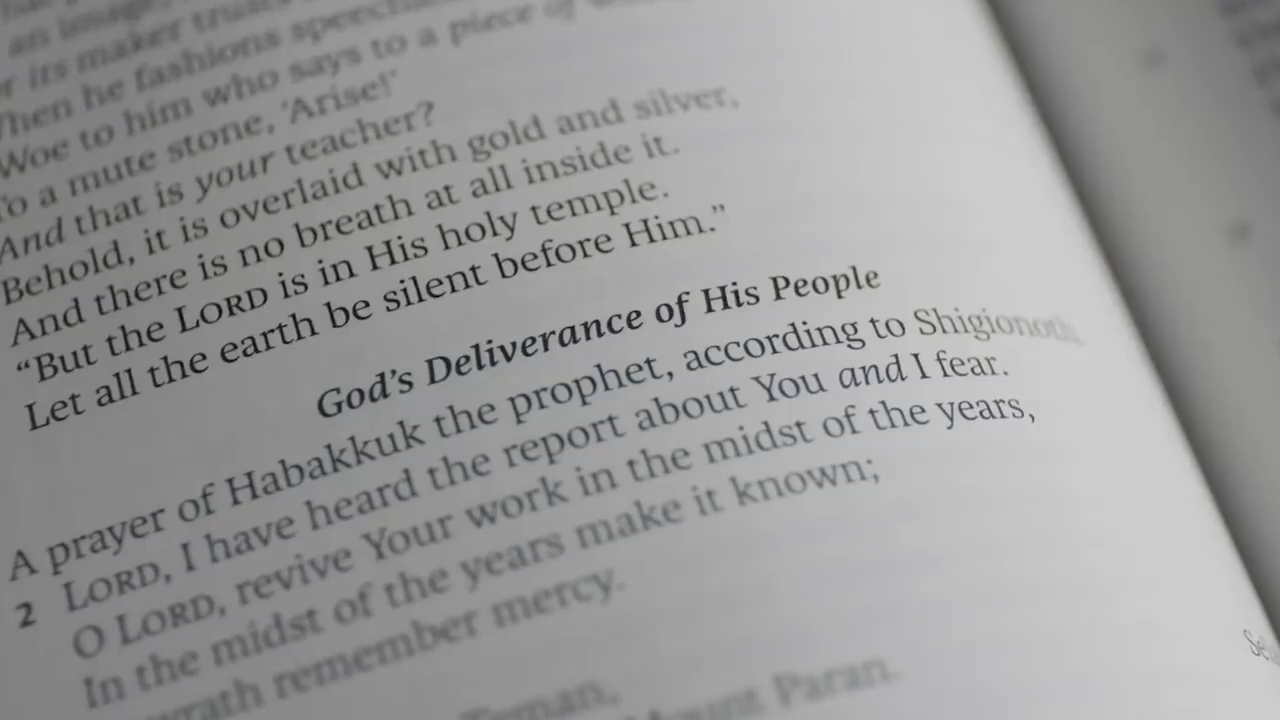 an image
its maker trusts
he fashions speechless
Woe to him who says to a piece of
To a mute stone, ‘Arise!’
And that is your teacher?
Behold, it is overlaid with gold and silver,
And there is no breath at all inside it.
“But the LORD is in His holy temple.
Let all the earth be silent before Him.”
God’s Deliverance of His People
A prayer of Habakkuk the prophet, according to Shigionoth
2 LORD, I have heard the report about You and I fear.
O LORD, revive Your work in the midst of the years,
In the midst of the years make it known;
wrath remember mercy.
Teman,
Mount Paran.